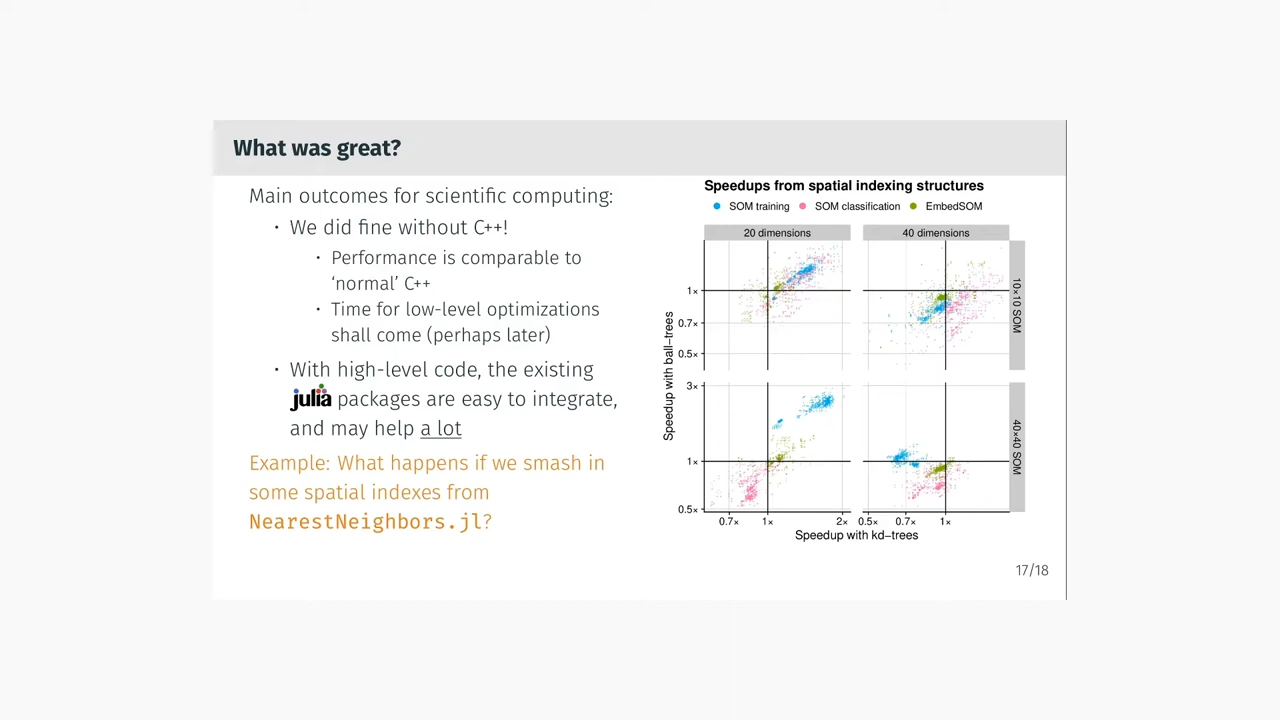 What was great?
Main outcomes for scientific computing:
· We did fine without C++!
· Performance is comparable to
‘normal’ C++
· Time for low-level optimizations
shall come (perhaps later)
· With high-level code, the existing
julia packages are easy to integrate,
and may help a lot
Example: What happens if we smash in
some spatial indexes from
NearestNeighbors.jl?
Speedups from spatial indexing structures
SOM training SOM classification EmbedSOM
20 dimensions 40 dimensions
Speedup with ball−trees
1×
0.7×
0.5×
10×10 SOM
3×
1×
0.5×
40×40 SOM
0.7× 1× 2× 0.5× 0.7× 1×
Speedup with kd−trees
17/18